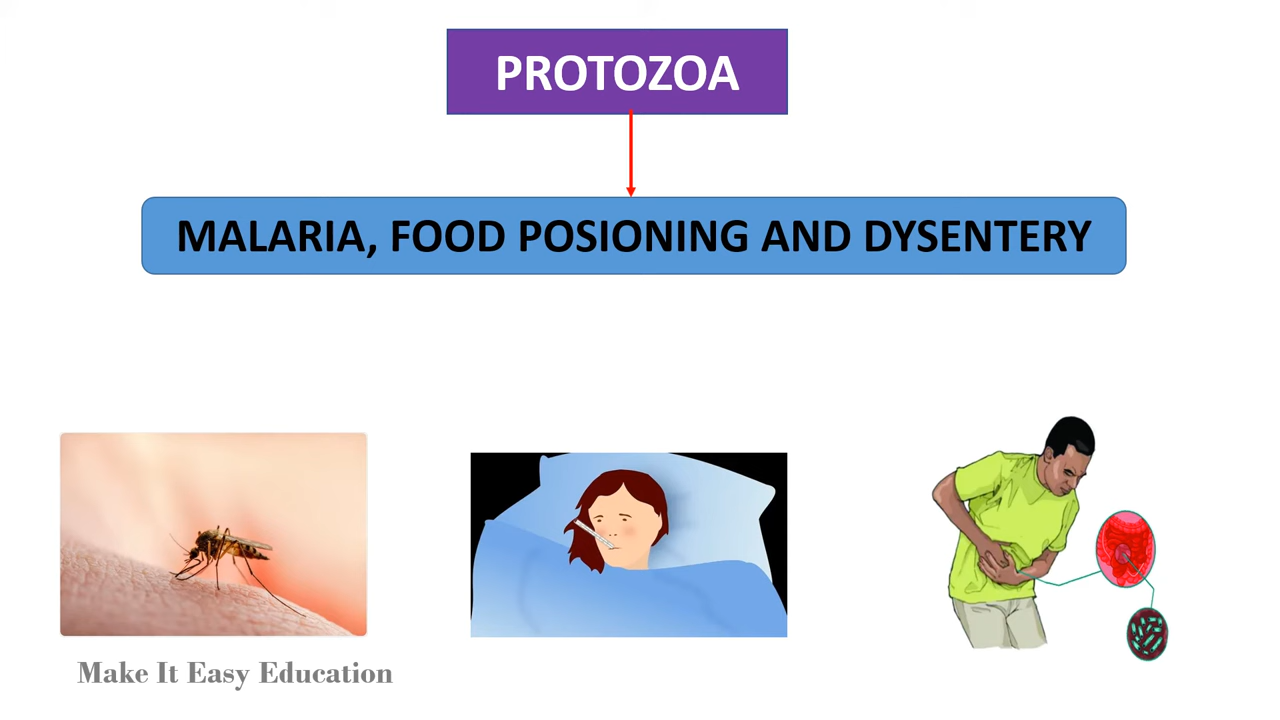 PROTOZOA
MALARIA, FOOD POSIONING AND DYSENTERY
Make It Easy Education